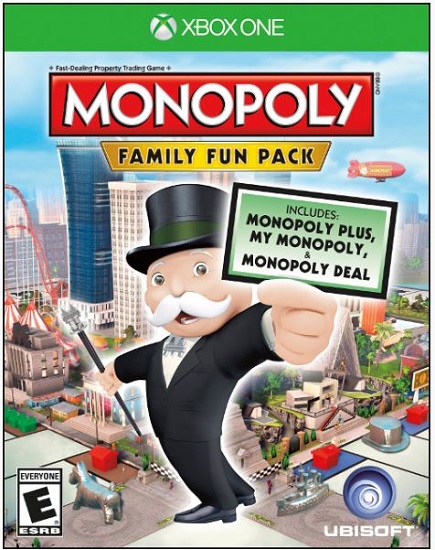 XBOX ONE
Fast-Dealing Property Trading Game
MONOPOLY
BRAND
FAMILY FUN PACK
INCLUDES:
MONOPOLY PLUS,
MY MONOPOLY,
&
MONOPOLY DEAL
EVERYONE
E
ESRB
UBISOFT